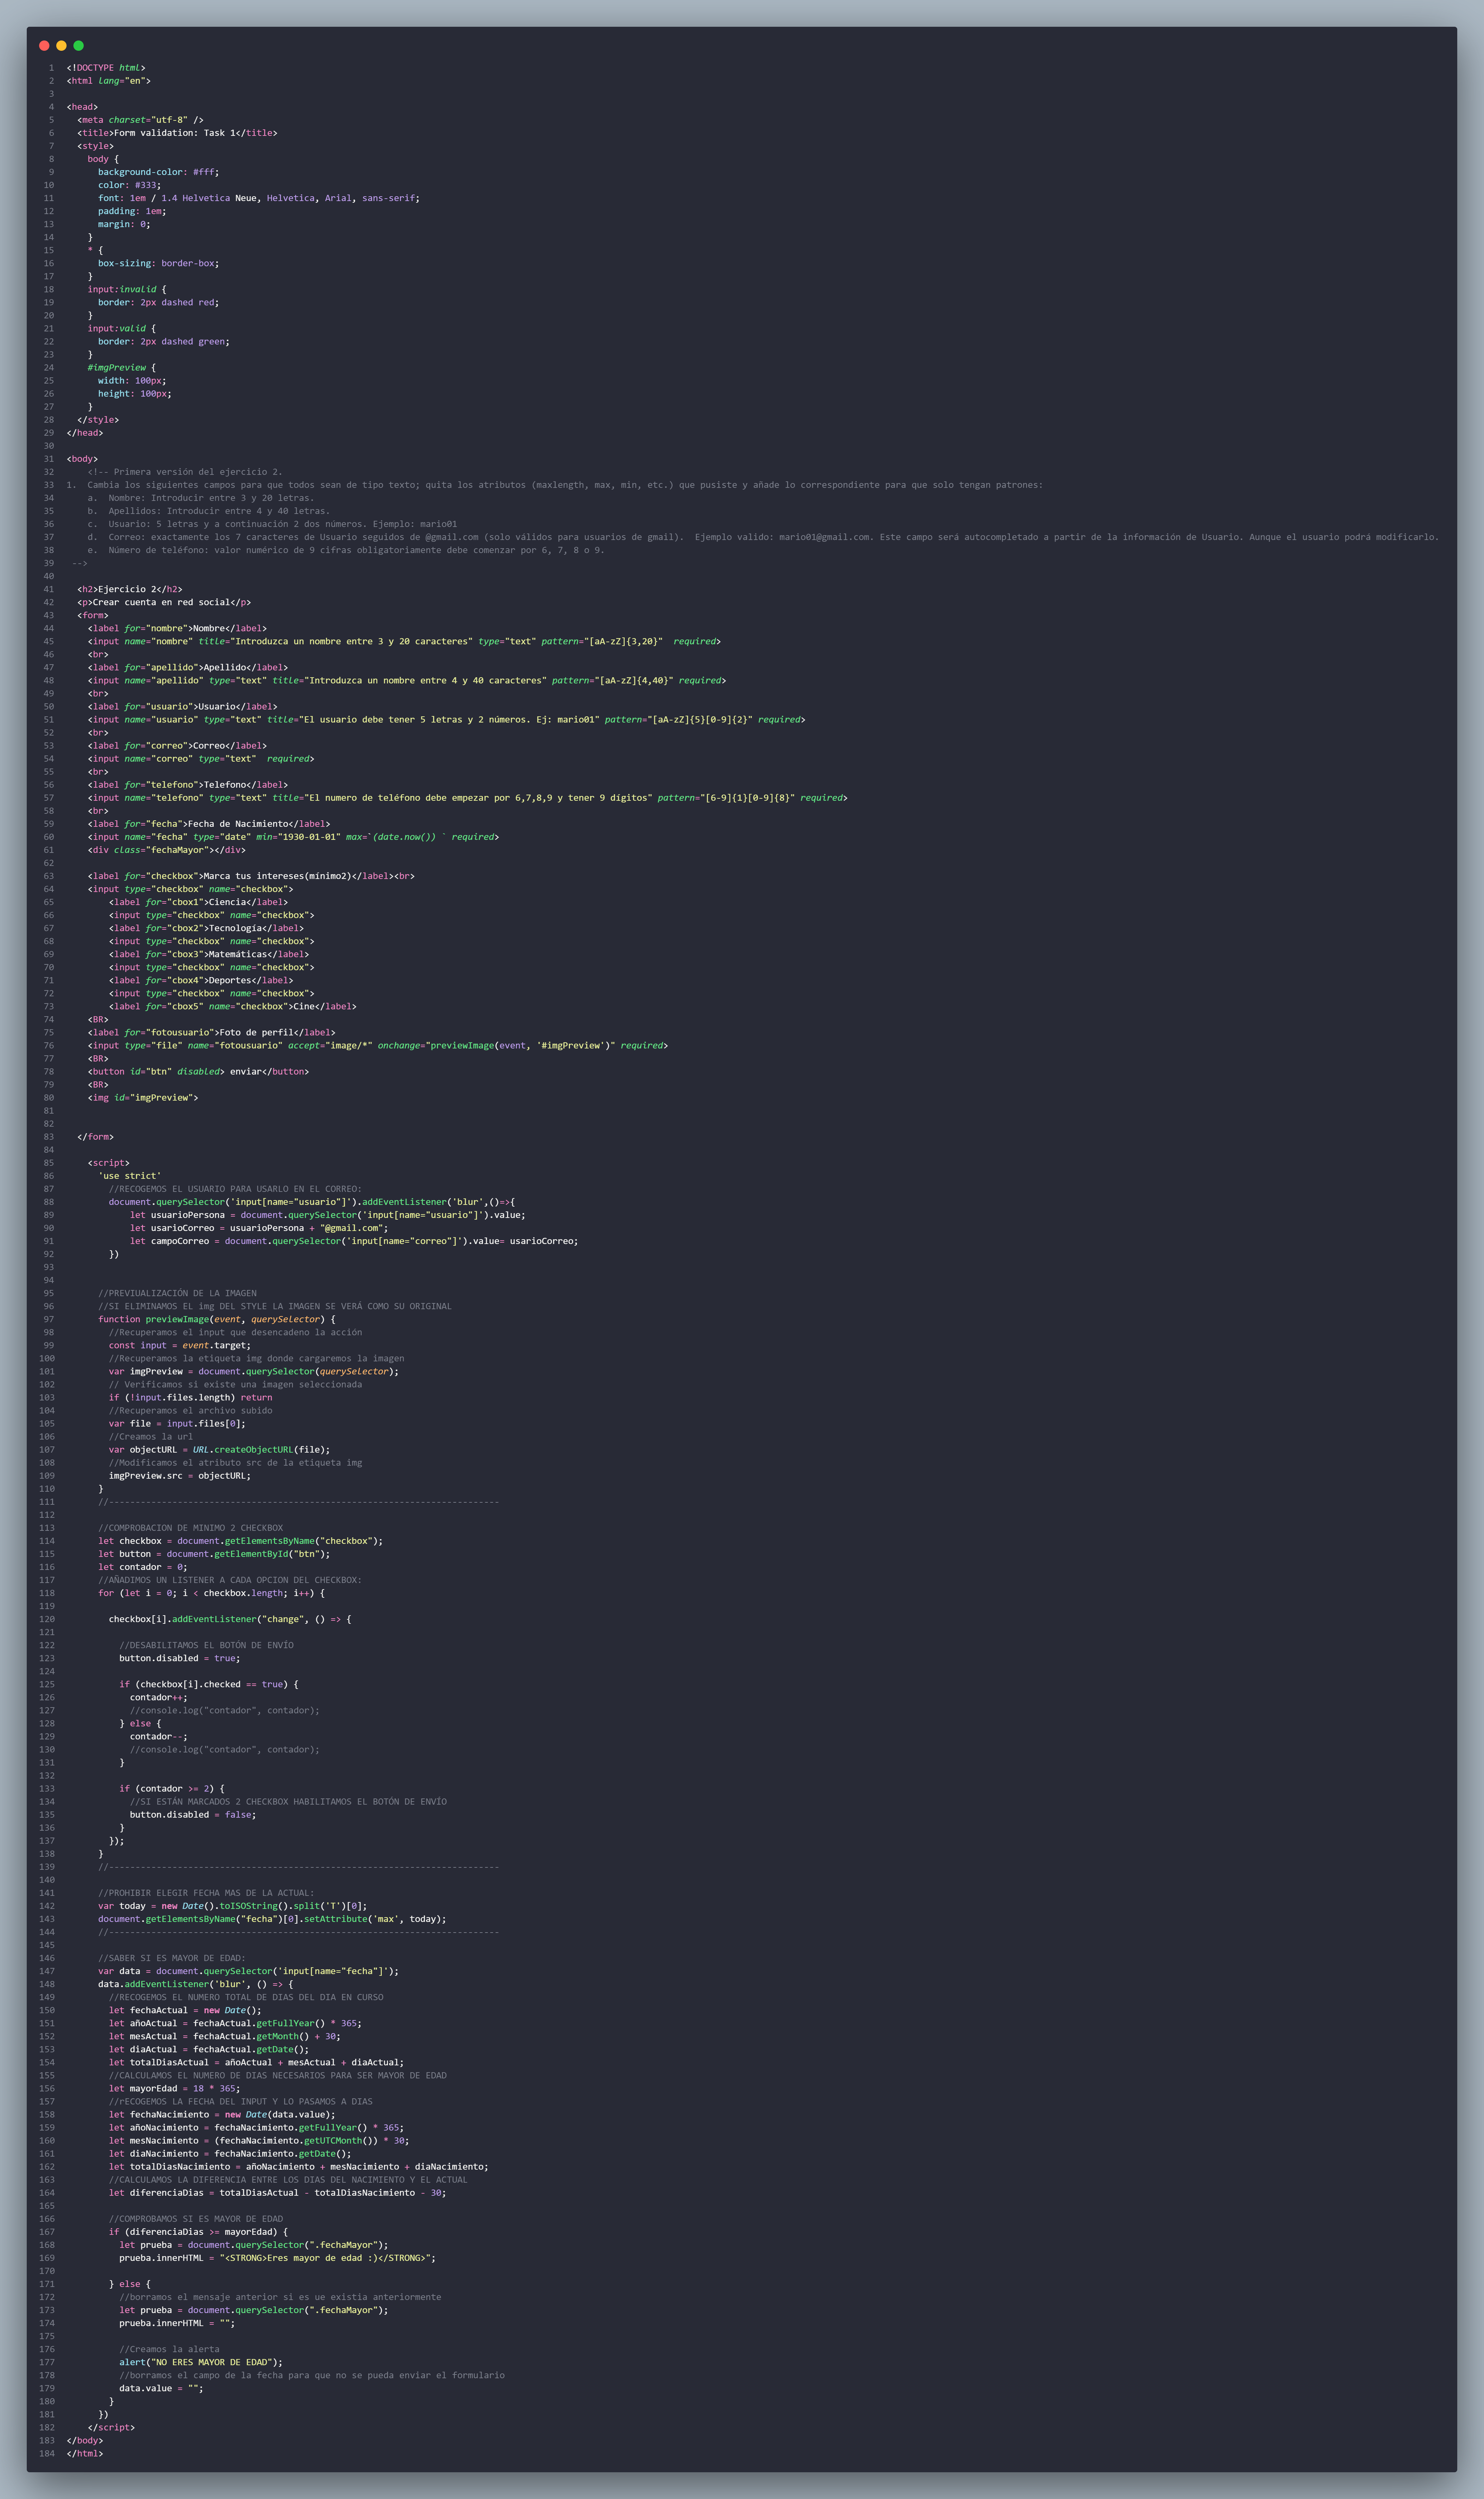 1 <!DOCTYPE html>
2 <html lang="en">
3
4 <head>
5   <meta charset="utf-8" />
6   <title>Form validation: Task 1</title>
7   <style>
8     body {
9       background-color: #fff;
10       color: #333;
11       font: 1em / 1.4 Helvetica Neue, Helvetica, Arial, sans-serif;
12       padding: 1em;
13       margin: 0;
14     }
15     * {
16       box-sizing: border-box;
17     }
18     input:invalid {
19       border: 2px dashed red;
20     }
21     input:valid {
22       border: 2px dashed green;
23     }
24     #imgPreview {
25       width: 100px;
26       height: 100px;
27     }
28   </style>
29 </head>
30
31 <body>
32     <!-- Primera versión del ejercicio 2.
33 1.  Cambia los siguientes campos para que todos sean de tipo texto; quita los atributos (maxlength, max, min, etc.) que pusiste y añade lo correspondiente para que solo tengan patrones:
34     a.  Nombre: Introducir entre 3 y 20 letras.
35     b.  Apellidos: Introducir entre 4 y 40 letras.
36     c.  Usuario: 5 letras y a continuación 2 dos números. Ejemplo: mario01
37     d.  Correo: exactamente los 7 caracteres de Usuario seguidos de @gmail.com (solo válidos para usuarios de gmail).  Ejemplo valido: mario01@gmail.com. Este campo será autocompletado a partir de la información de Usuario. Aunque el usuario podrá modificarlo.
38     e.  Número de teléfono: valor numérico de 9 cifras obligatoriamente debe comenzar por 6, 7, 8 o 9.
39  -->
40
41   <h2>Ejercicio 2</h2>
42   <p>Crear cuenta en red social</p>
43   <form>
44     <label for="nombre">Nombre</label>
45     <input name="nombre" title="Introduzca un nombre entre 3 y 20 caracteres" type="text" pattern="[aA-zZ]{3,20}"  required>
46     <br>
47     <label for="apellido">Apellido</label>
48     <input name="apellido" type="text" title="Introduzca un nombre entre 4 y 40 caracteres" pattern="[aA-zZ]{4,40}" required>
49     <br>
50     <label for="usuario">Usuario</label>
51     <input name="usuario" type="text" title="El usuario debe tener 5 letras y 2 números. Ej: mario01" pattern="[aA-zZ]{5}[0-9]{2}" required>
52     <br>
53     <label for="correo">Correo</label>
54     <input name="correo" type="text"  required>
55     <br>
56     <label for="telefono">Telefono</label>
57     <input name="telefono" type="text" title="El numero de teléfono debe empezar por 6,7,8,9 y tener 9 dígitos" pattern="[6-9]{1}[0-9]{8}" required>
58     <br>
59     <label for="fecha">Fecha de Nacimiento</label>
60     <input name="fecha" type="date" min="1930-01-01" max=`(date.now()) ` required>
61     <div class="fechaMayor"></div>
62
63     <label for="checkbox">Marca tus intereses(mínimo2)</label><br>
64     <input type="checkbox" name="checkbox">
65         <label for="cbox1">Ciencia</label>
66         <input type="checkbox" name="checkbox">
67         <label for="cbox2">Tecnología</label>
68         <input type="checkbox" name="checkbox">
69         <label for="cbox3">Matemáticas</label>
70         <input type="checkbox" name="checkbox">
71         <label for="cbox4">Deportes</label>
72         <input type="checkbox" name="checkbox">
73         <label for="cbox5" name="checkbox">Cine</label>
74     <BR>
75     <label for="fotousuario">Foto de perfil</label>
76     <input type="file" name="fotousuario" accept="image/*" onchange="previewImage(event, '#imgPreview')" required>
77     <BR>
78     <button id="btn" disabled> enviar</button>
79     <BR>
80     <img id="imgPreview">
81
82
83   </form>
84
85     <script>
86       'use strict'
87         //RECOGEMOS EL USUARIO PARA USARLO EN EL CORREO:
88         document.querySelector('input[name="usuario"]').addEventListener('blur',()=>{
89             let usuarioPersona = document.querySelector('input[name="usuario"]').value;
90             let usarioCorreo = usuarioPersona + "@gmail.com";
91             let campoCorreo = document.querySelector('input[name="correo"]').value= usarioCorreo;
92         })
93
94
95       //PREVIUALIZACIÓN DE LA IMAGEN
96       //SI ELIMINAMOS EL img DEL STYLE LA IMAGEN SE VERÁ COMO SU ORIGINAL
97       function previewImage(event, querySelector) {
98         //Recuperamos el input que desencadeno la acción
99         const input = event.target;
100         //Recuperamos la etiqueta img donde cargaremos la imagen
101         var imgPreview = document.querySelector(querySelector);
102         // Verificamos si existe una imagen seleccionada
103         if (!input.files.length) return
104         //Recuperamos el archivo subido
105         var file = input.files[0];
106         //Creamos la url
107         var objectURL = URL.createObjectURL(file);
108         //Modificamos el atributo src de la etiqueta img
109         imgPreview.src = objectURL;
110       }
111       //--------------------------------------------------------------------------
112
113       //COMPROBACION DE MINIMO 2 CHECKBOX
114       let checkbox = document.getElementsByName("checkbox");
115       let button = document.getElementById("btn");
116       let contador = 0;
117       //AÑADIMOS UN LISTENER A CADA OPCION DEL CHECKBOX:
118       for (let i = 0; i < checkbox.length; i++) {
119
120         checkbox[i].addEventListener("change", () => {
121
122           //DESABILITAMOS EL BOTÓN DE ENVÍO
123           button.disabled = true;
124
125           if (checkbox[i].checked == true) {
126             contador++;
127             //console.log("contador", contador);
128           } else {
129             contador--;
130             //console.log("contador", contador);
131           }
132
133           if (contador >= 2) {
134             //SI ESTÁN MARCADOS 2 CHECKBOX HABILITAMOS EL BOTÓN DE ENVÍO
135             button.disabled = false;
136           }
137         });
138       }
139       //--------------------------------------------------------------------------
140
141       //PROHIBIR ELEGIR FECHA MAS DE LA ACTUAL:
142       var today = new Date().toISOString().split('T')[0];
143       document.getElementsByName("fecha")[0].setAttribute('max', today);
144       //--------------------------------------------------------------------------
145
146       //SABER SI ES MAYOR DE EDAD:
147       var data = document.querySelector('input[name="fecha"]');
148       data.addEventListener('blur', () => {
149         //RECOGEMOS EL NUMERO TOTAL DE DIAS DEL DIA EN CURSO
150         let fechaActual = new Date();
151         let añoActual = fechaActual.getFullYear() * 365;
152         let mesActual = fechaActual.getMonth() + 30;
153         let diaActual = fechaActual.getDate();
154         let totalDiasActual = añoActual + mesActual + diaActual;
155         //CALCULAMOS EL NUMERO DE DIAS NECESARIOS PARA SER MAYOR DE EDAD
156         let mayorEdad = 18 * 365;
157         //rECOGEMOS LA FECHA DEL INPUT Y LO PASAMOS A DIAS
158         let fechaNacimiento = new Date(data.value);
159         let añoNacimiento = fechaNacimiento.getFullYear() * 365;
160         let mesNacimiento = (fechaNacimiento.getUTCMonth()) * 30;
161         let diaNacimiento = fechaNacimiento.getDate();
162         let totalDiasNacimiento = añoNacimiento + mesNacimiento + diaNacimiento;
163         //CALCULAMOS LA DIFERENCIA ENTRE LOS DIAS DEL NACIMIENTO Y EL ACTUAL
164         let diferenciaDias = totalDiasActual - totalDiasNacimiento - 30;
165
166         //COMPROBAMOS SI ES MAYOR DE EDAD
167         if (diferenciaDias >= mayorEdad) {
168           let prueba = document.querySelector(".fechaMayor");
169           prueba.innerHTML = "<STRONG>Eres mayor de edad :)</STRONG>";
170
171         } else {
172           //borramos el mensaje anterior si es ue existia anteriormente
173           let prueba = document.querySelector(".fechaMayor");
174           prueba.innerHTML = "";
175
176           //Creamos la alerta
177           alert("NO ERES MAYOR DE EDAD");
178           //borramos el campo de la fecha para que no se pueda enviar el formulario
179           data.value = "";
180         }
181       })
182     </script>
183 </body>
184 </html>